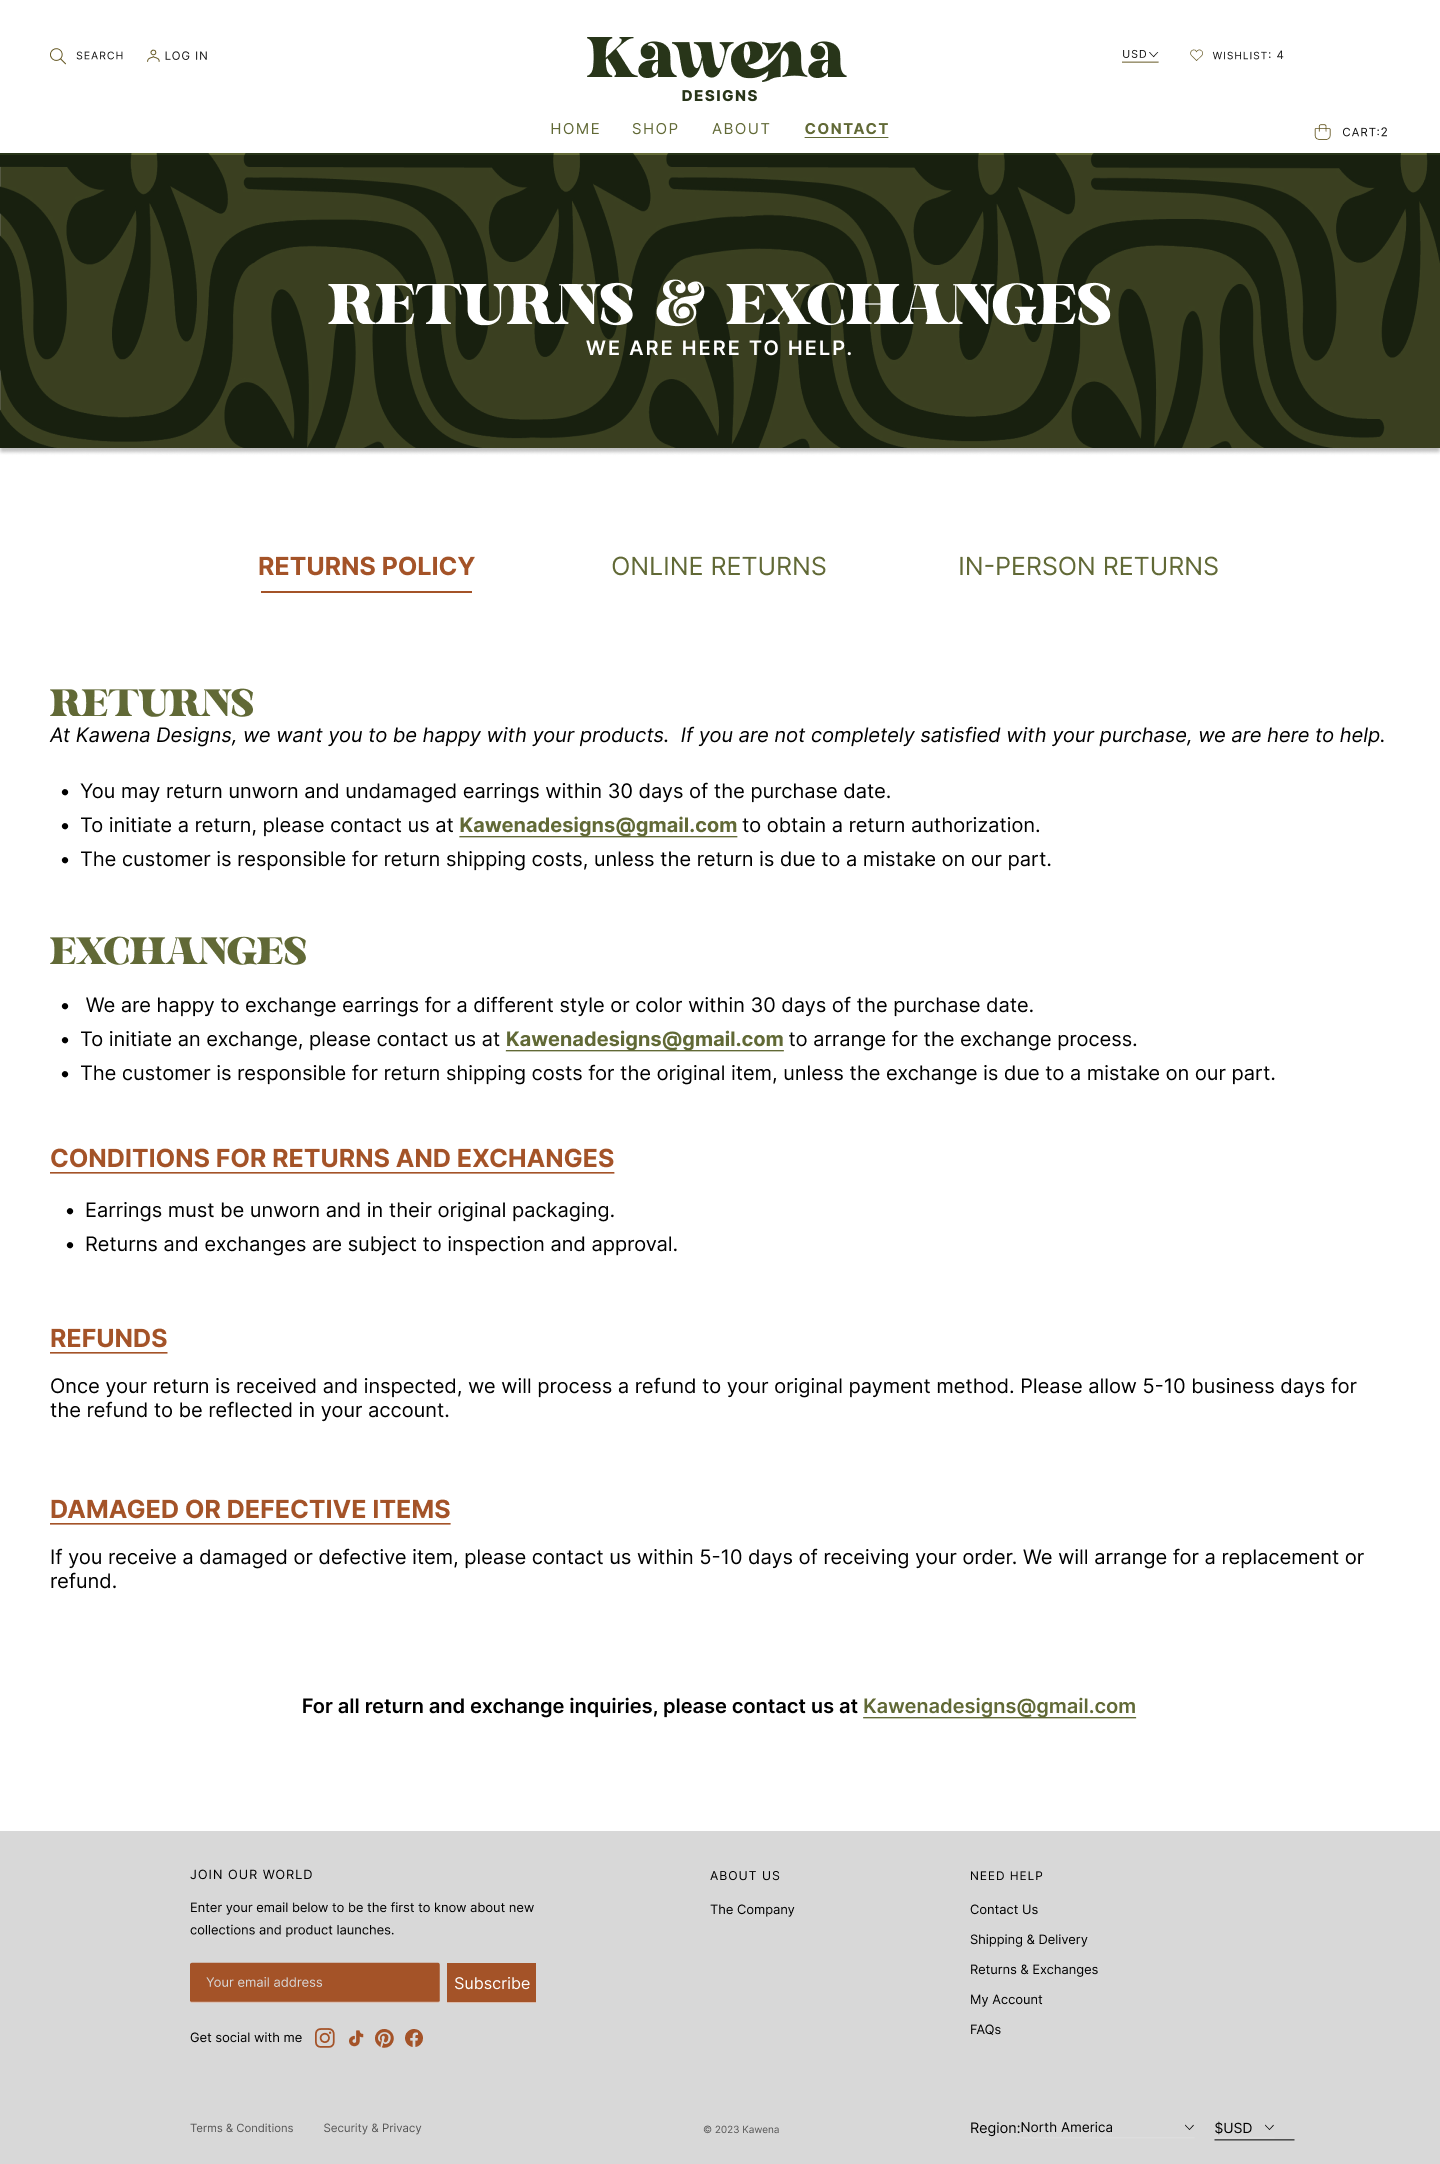 SEARCH
LOG IN
Kawena
DESIGNS
USD
WISHLIST: 4
HOME
SHOP
ABOUT
CONTACT
CART:2
RETURNS & EXCHANGES
WE ARE HERE TO HELP.
RETURNS POLICY
ONLINE RETURNS
IN-PERSON RETURNS
RETURNS
At Kawena Designs, we want you to be happy with your products.  If you are not completely satisfied with your purchase, we are here to help.
• You may return unworn and undamaged earrings within 30 days of the purchase date.
• To initiate a return, please contact us at Kawenadesigns@gmail.com to obtain a return authorization.
• The customer is responsible for return shipping costs, unless the return is due to a mistake on our part.
EXCHANGES
• We are happy to exchange earrings for a different style or color within 30 days of the purchase date.
• To initiate an exchange, please contact us at Kawenadesigns@gmail.com to arrange for the exchange process.
• The customer is responsible for return shipping costs for the original item, unless the exchange is due to a mistake on our part.
CONDITIONS FOR RETURNS AND EXCHANGES
• Earrings must be unworn and in their original packaging.
• Returns and exchanges are subject to inspection and approval.
REFUNDS
Once your return is received and inspected, we will process a refund to your original payment method. Please allow 5-10 business days for
the refund to be reflected in your account.
DAMAGED OR DEFECTIVE ITEMS
If you receive a damaged or defective item, please contact us within 5-10 days of receiving your order. We will arrange for a replacement or
refund.
For all return and exchange inquiries, please contact us at Kawenadesigns@gmail.com
JOIN OUR WORLD
Enter your email below to be the first to know about new
collections and product launches.
Your email address
Subscribe
Get social with me
ABOUT US
The Company
NEED HELP
Contact Us
Shipping & Delivery
Returns & Exchanges
My Account
FAQs
Terms & Conditions
Security & Privacy
© 2023 Kawena
Region:North America
$USD